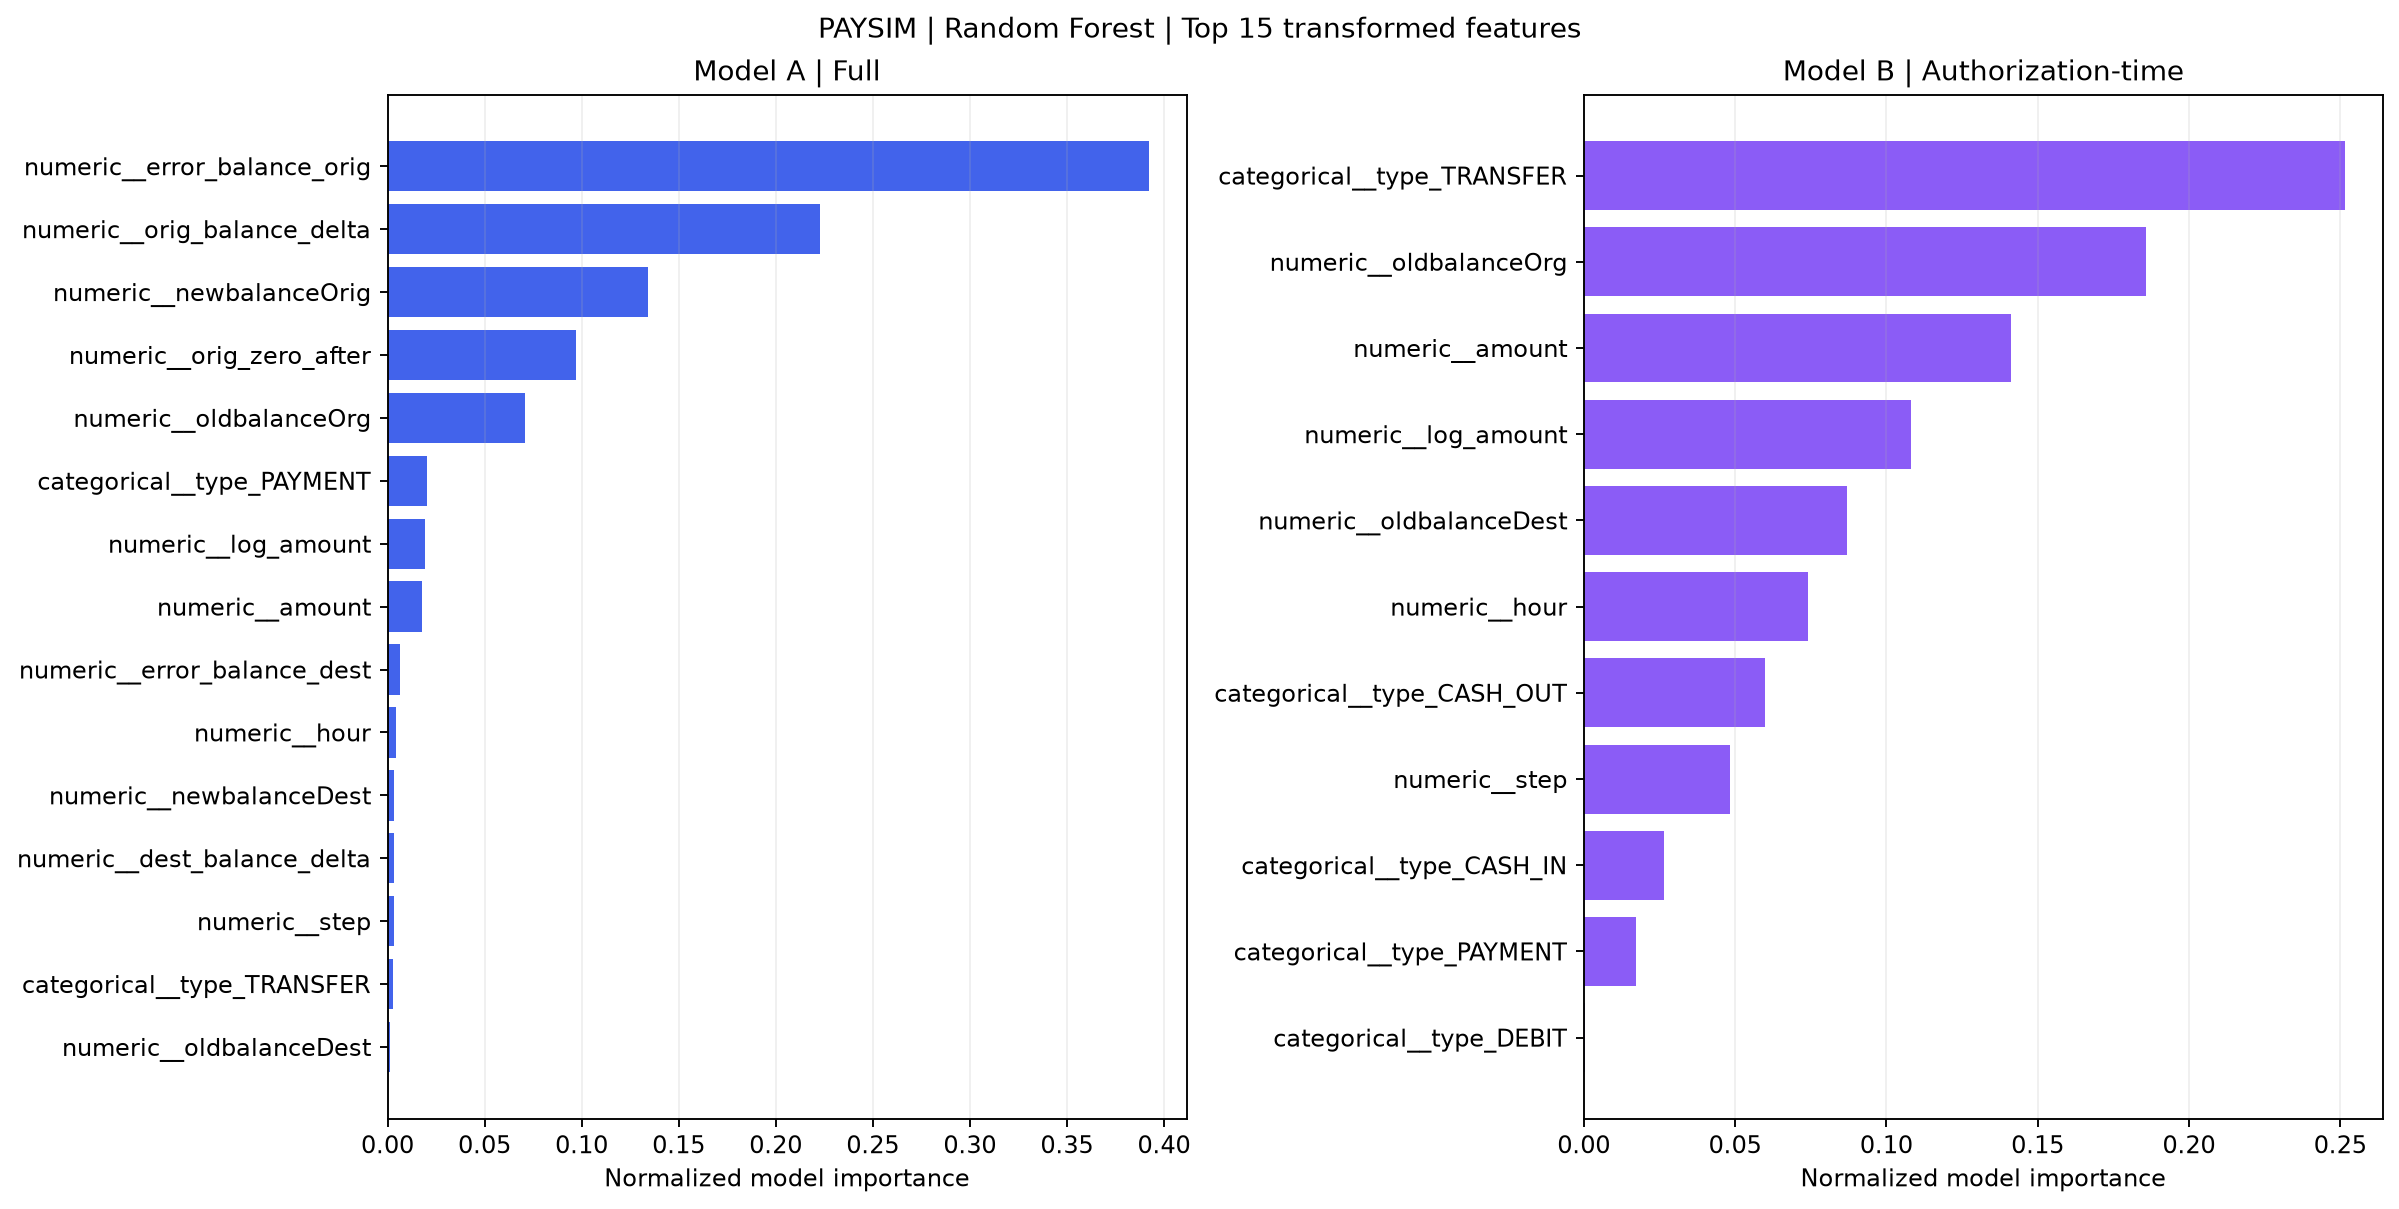 PAYSIM | Random Forest | Top 15 transformed features
Model A | Full
numeric__error_balance_orig
numeric__orig_balance_delta
numeric__newbalanceOrig
numeric__orig_zero_after
numeric__oldbalanceOrg
categorical__type_PAYMENT
numeric__log_amount
numeric__amount
numeric__error_balance_dest
numeric__hour
numeric__newbalanceDest
numeric__dest_balance_delta
numeric__step
categorical__type_TRANSFER
numeric__oldbalanceDest
0.00 0.05 0.10 0.15 0.20 0.25 0.30 0.35 0.40
Normalized model importance
Model B | Authorization-time
categorical__type_TRANSFER
numeric__oldbalanceOrg
numeric__amount
numeric__log_amount
numeric__oldbalanceDest
numeric__hour
categorical__type_CASH_OUT
numeric__step
categorical__type_CASH_IN
categorical__type_PAYMENT
categorical__type_DEBIT
0.00 0.05 0.10 0.15 0.20 0.25
Normalized model importance